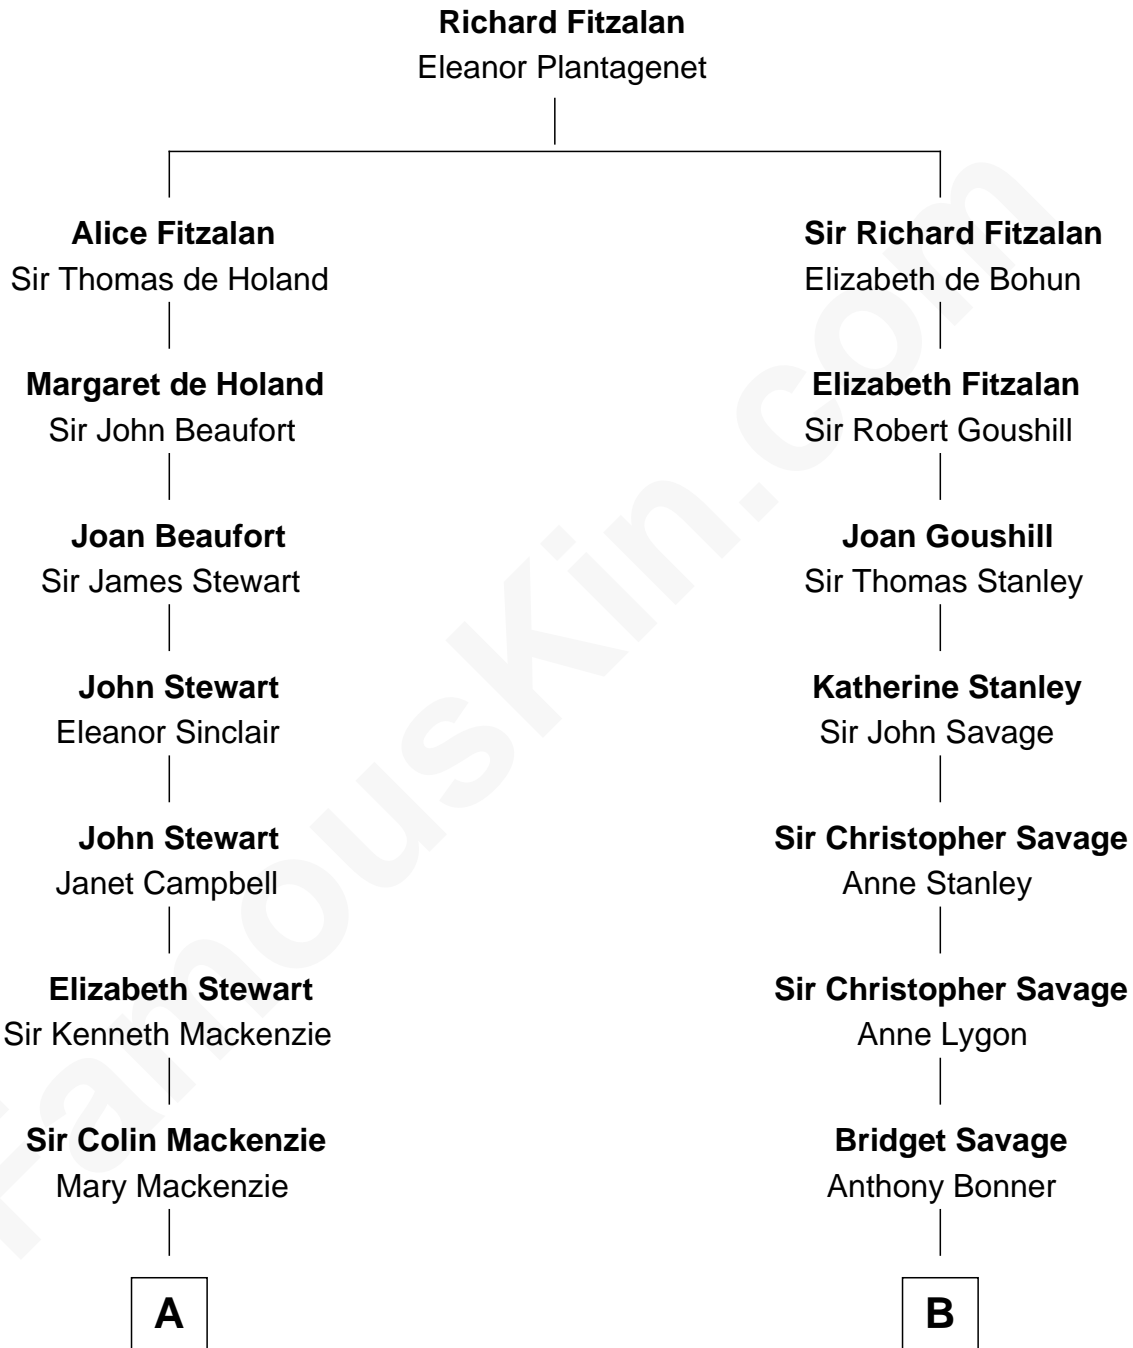 Richard Fitzalan
Eleanor Plantagenet
Alice Fitzalan
Sir Thomas de Holand
Margaret de Holand
Sir John Beaufort
Joan Beaufort
Sir James Stewart
John Stewart
Eleanor Sinclair
John Stewart
Janet Campbell
Elizabeth Stewart
Sir Kenneth Mackenzie
Sir Colin Mackenzie
Mary Mackenzie
A
Sir Richard Fitzalan
Elizabeth de Bohun
Elizabeth Fitzalan
Sir Robert Goushill
Joan Goushill
Sir Thomas Stanley
Katherine Stanley
Sir John Savage
Sir Christopher Savage
Anne Stanley
Sir Christopher Savage
Anne Lygon
Bridget Savage
Anthony Bonner
B
FamousKin.com